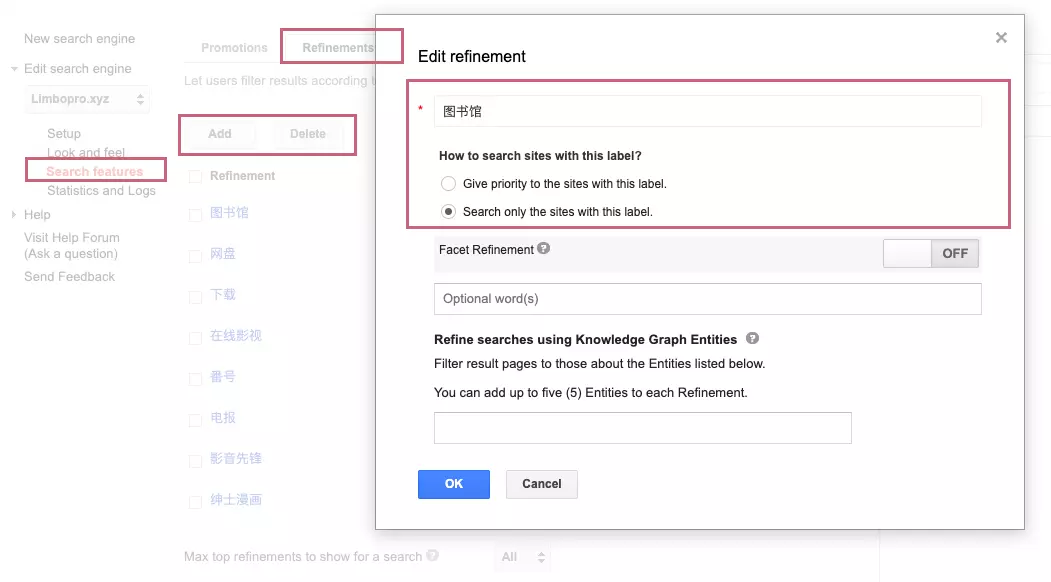 New search engine
Edit search engine
Limbopro.xyz
Setup
Look and feel
Search features
Statistics and Logs
Help
Visit Help Forum
(Ask a question)
Send Feedback
Promotions
Refinements
Let users filter results according
Add
Delete
Refinement
图书馆
网盘
下载
在线影视
番号
电报
影音先锋
绅士漫画
Max top refinements to show for a search ?
All
×
Edit refinement
* 图书馆
How to search sites with this label?
Give priority to the sites with this label.
Search only the sites with this label.
Facet Refinement ?
OFF
Optional word(s)
Refine searches using Knowledge Graph Entities ?
Filter result pages to those about the Entities listed below.
You can add up to five (5) Entities to each Refinement.
OK
Cancel